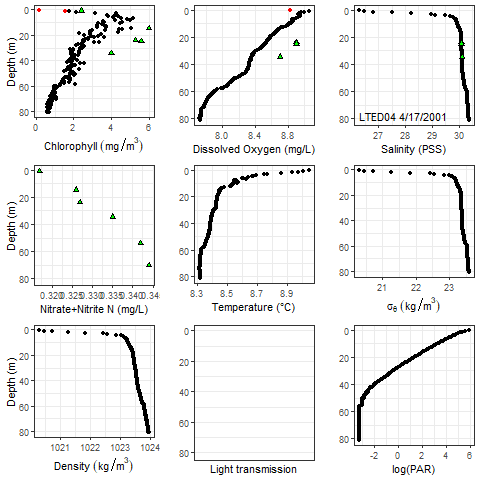 Depth (m)
0
20
40
60
80
0 2 4 6
Chlorophyll (mg/m³)
0
20
40
60
80
8.0 8.4 8.8
Dissolved Oxygen (mg/L)
0
20
40
60
80
LTED04 4/17/2001
27 28 29 30
Salinity (PSS)
Depth (m)
0
20
40
60
80
0.320 0.325 0.330 0.335 0.340
Nitrate+Nitrite N (mg/L)
0
20
40
60
80
8.3 8.5 8.7 8.9
Temperature (°C)
0
20
40
60
80
21 22 23
σθ (kg/m³)
Depth (m)
0
20
40
60
80
1021 1022 1023 1024
Density (kg/m³)
0
20
40
60
80
Light transmission
0
20
40
60
80
-2 0 2 4 6
log(PAR)